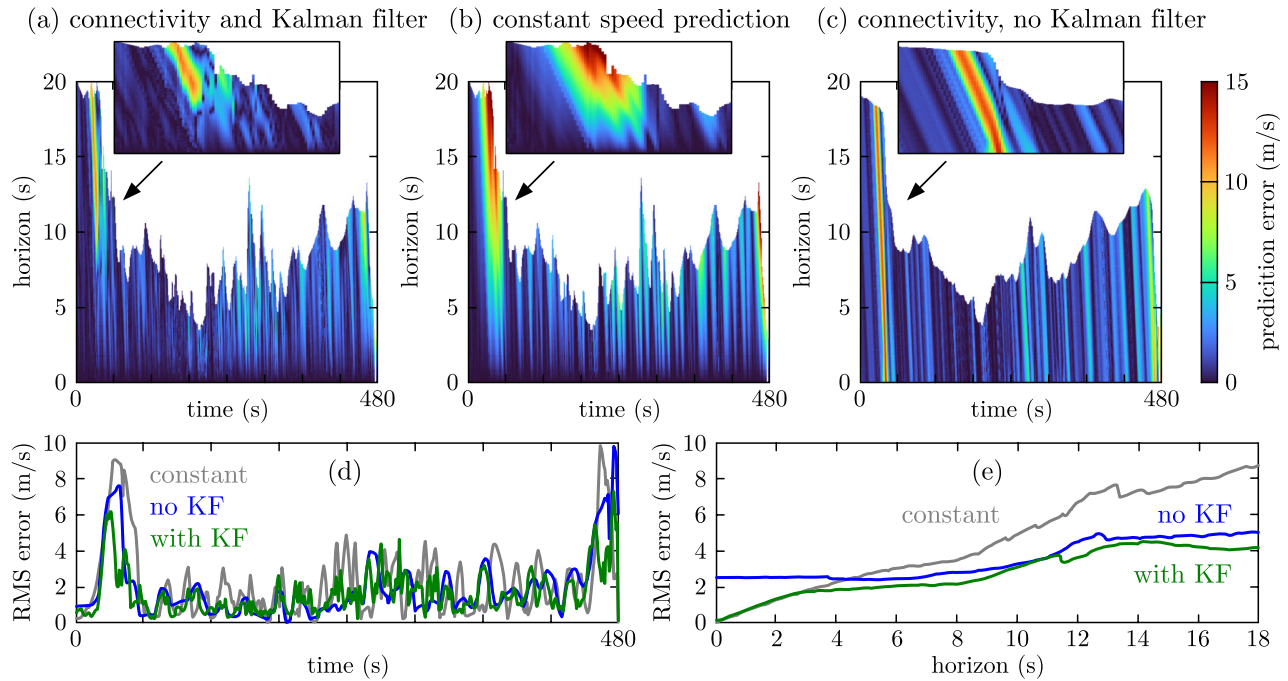 (a) connectivity and Kalman filter
(b) constant speed prediction
(c) connectivity, no Kalman filter
20
15
10
5
0
horizon (s)
0
time (s)
480
20
15
10
5
0
horizon (s)
0
time (s)
480
20
15
10
5
0
horizon (s)
0
time (s)
480
15
10
5
0
predicition error (m/s)
10
8
6
4
2
0
RMS error (m/s)
constant
no KF
with KF
(d)
0
time (s)
480
10
8
6
4
2
0
RMS error (m/s)
(e)
constant
no KF
with KF
0 2 4 6 8 10 12 14 16 18
horizon (s)